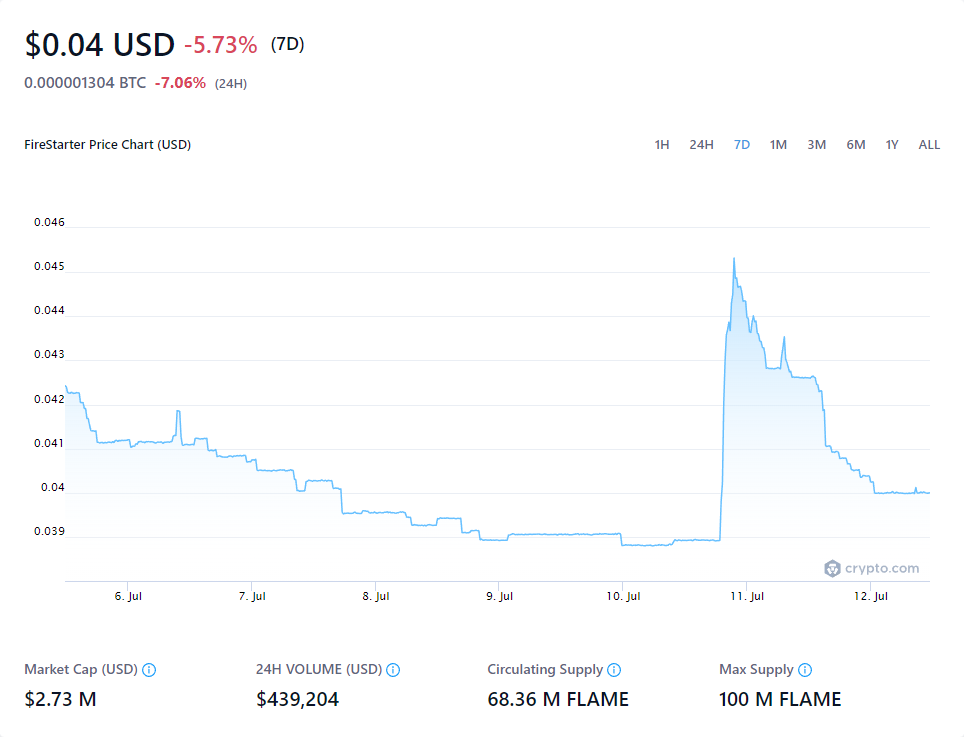 $0.04 USD -5.73% (7D)
0.000001304 BTC -7.06% (24H)
FireStarter Price Chart (USD) 1H 24H 7D 1M 3M 6M 1Y ALL
0.046
0.045
0.044
0.043
0.042
0.041
0.04
0.039
crypto.com
6. Jul 7. Jul 8. Jul 9. Jul 10. Jul 11. Jul 12. Jul
Market Cap (USD) 24H VOLUME (USD) Circulating Supply Max Supply
$2.73 M $439,204 68.36 M FLAME 100 M FLAME